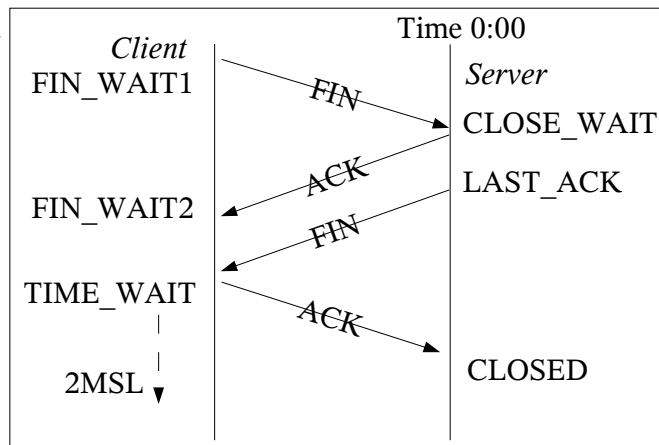 Time 0:00
Client
Server
FIN_WAIT1
FIN
CLOSE_WAIT
ACK
LAST_ACK
FIN_WAIT2
FIN
TIME_WAIT
ACK
CLOSED
2MSL